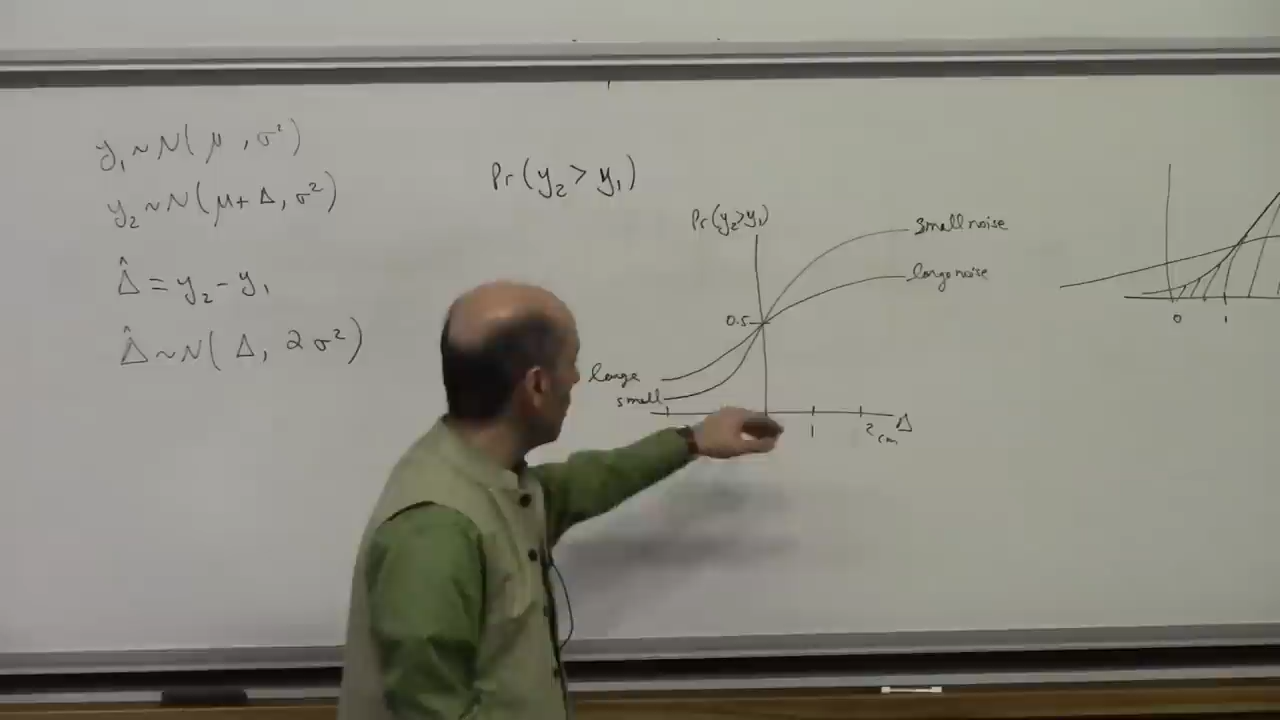 y₁ ~ N( μ , σ²)
y₂ ~ N( μ + Δ, σ²)
Δ̂ = y₂ - y₁
Δ̂ ~ N( Δ, 2σ²)
Pr( y₂ > y₁)
Pr(y₂>y₁)
small noise
large noise
0.5
large
small
1
2 cm
Δ
0
1